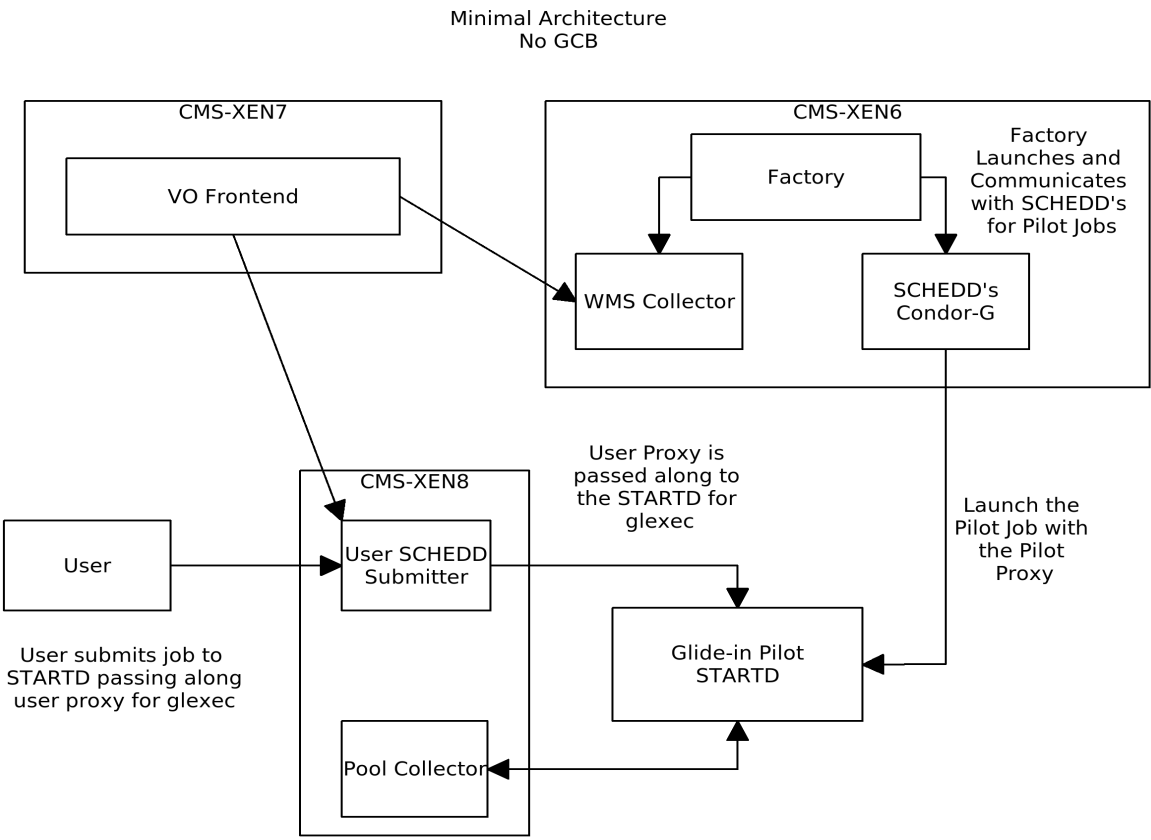 Minimal Architecture
No GCB
CMS-XEN7
VO Frontend
CMS-XEN6
Factory
Factory
Launches and
Communicates
with SCHEDD's
for Pilot Jobs
WMS Collector
SCHEDD's
Condor-G
User Proxy is
passed along to
the STARTD for
glexec
Launch the
Pilot Job with
the Pilot
Proxy
CMS-XEN8
User
User SCHEDD
Submitter
User submits job to
STARTD passing along
user proxy for glexec
Glide-in Pilot
STARTD
Pool Collector